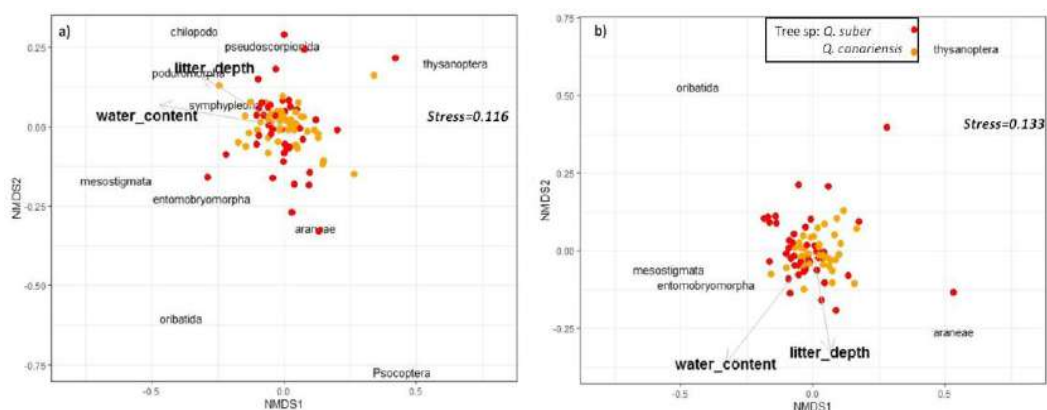 a)
chilopodo
pseudoscorpionida
litter_depth
poduromorpha
thysanoptera
symphypleona
water_content
Stress=0.116
mesostigmata
entomobryomorpha
araneae
oribatida
Psocoptera
0.25
0.00
-0.25
-0.50
-0.75
NMDS2
0.0
0.5
NMDS1
b)
Tree sp: Q. suber
Q. canariensis
thysanoptera
oribatida
Stress=0.133
mesostigmata
entomobryomorpha
araneae
litter_depth
water_content
0.75
0.50
0.25
0.00
-0.25
NMDS2
-0.5
0.0
0.5
NMDS1